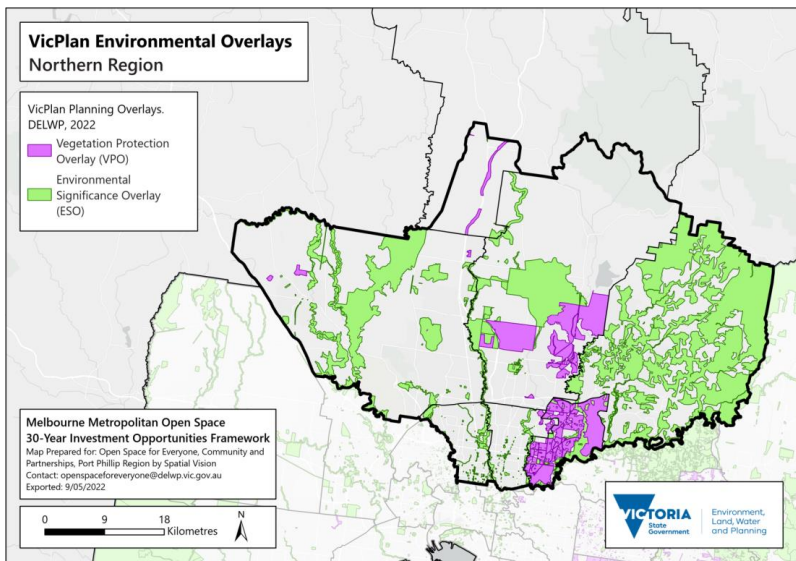 VicPlan Environmental Overlays
Northern Region
VicPlan Planning Overlays.
DELWP, 2022
Vegetation Protection
Overlay (VPO)
Environmental
Significance Overlay
(ESO)
Melbourne Metropolitan Open Space
30-Year Investment Opportunities Framework
Map Prepared for: Open Space for Everyone, Community and
Partnerships, Port Phillip Region by Spatial Vision
Contact: openspaceforeveryone@delwp.vic.gov.au
Exported: 9/05/2022
0 9 18
Kilometres
N
VICTORIA
State
Government
Environment,
Land, Water
and Planning